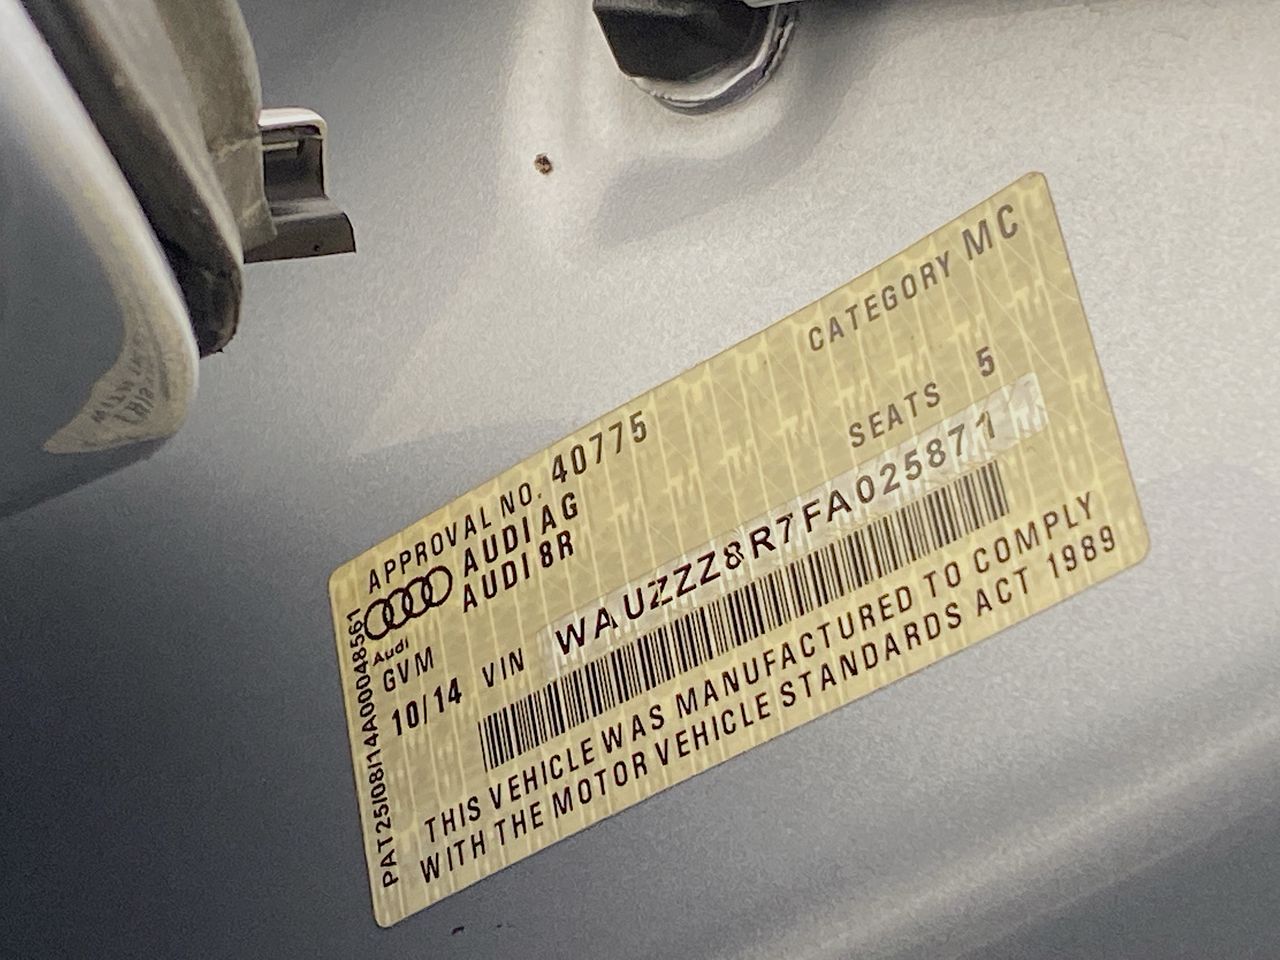 APPROVAL NO. 40775
CATEGORY MC
AUDI AG
AUDI 8R
SEATS 5
Audi
GVM
10/14 VIN WAUZZZ8R7FA025871
THIS VEHICLE WAS MANUFACTURED TO COMPLY
WITH THE MOTOR VEHICLE STANDARDS ACT 1989
PAT25/08/14A00048561